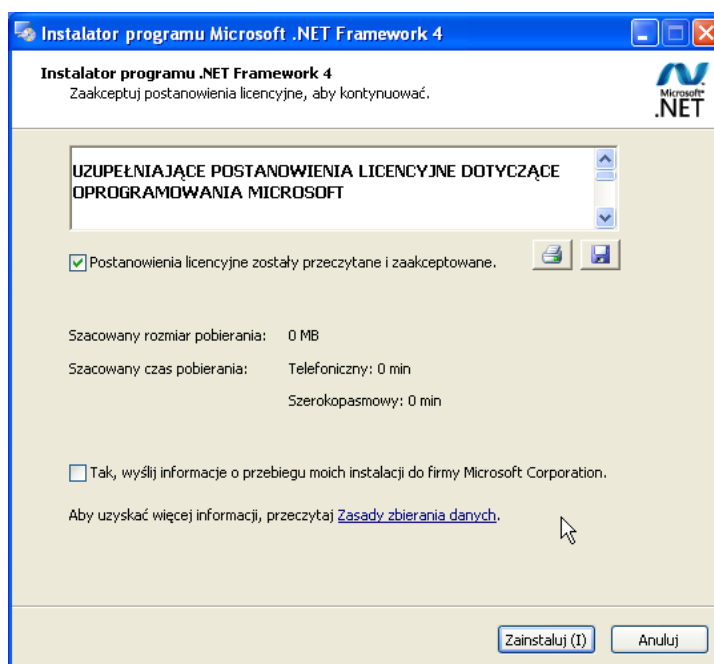 Instalator programu Microsoft .NET Framework 4
Instalator programu .NET Framework 4
Zaakceptuj postanowienia licencyjne, aby kontynuować.
Microsoft®
.NET
UZUPEŁNIAJĄCE POSTANOWIENIA LICENCYJNE DOTYCZĄCE
OPROGRAMOWANIA MICROSOFT
Postanowienia licencyjne zostały przeczytane i zaakceptowane.
Szacowany rozmiar pobierania: 0 MB
Szacowany czas pobierania: Telefoniczny: 0 min
Szerokopasmowy: 0 min
Tak, wyślij informacje o przebiegu moich instalacji do firmy Microsoft Corporation.
Aby uzyskać więcej informacji, przeczytaj Zasady zbierania danych.
Zainstaluj (I) Anuluj